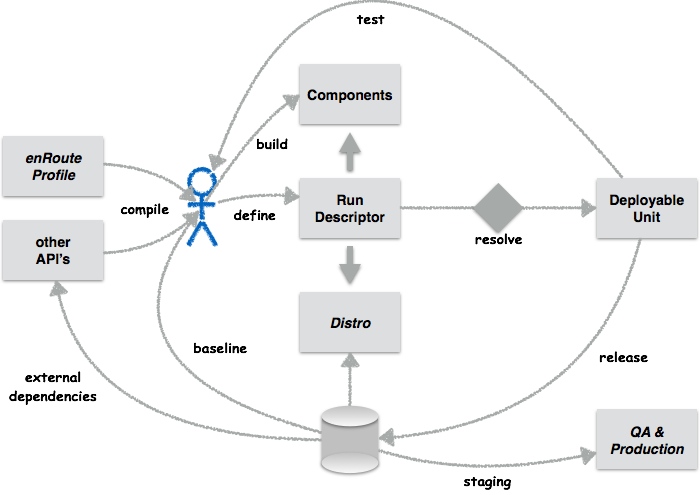 test
Components
build
enRoute
Profile
compile
define
Run
Descriptor
resolve
Deployable
Unit
other
API's
Distro
baseline
external
dependencies
release
QA &
Production
staging